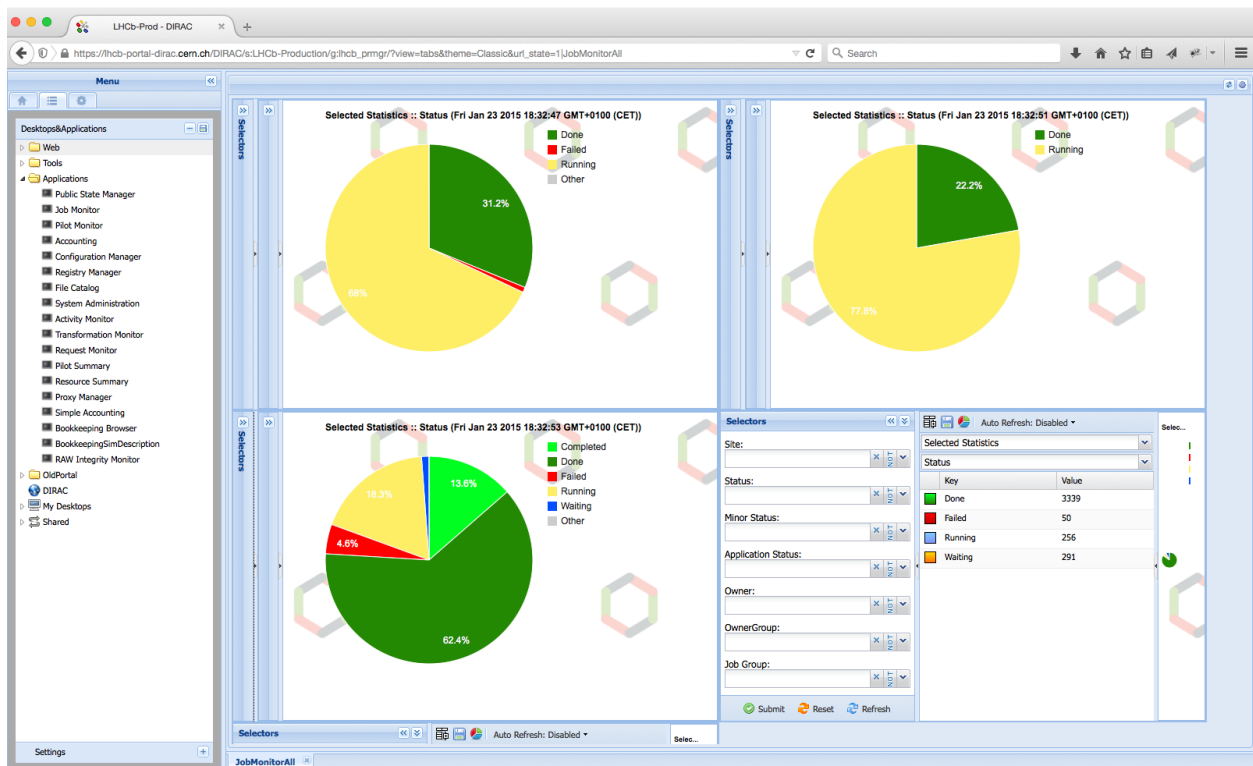 LHCb-Prod - DIRAC
https://lhcb-portal-dirac.cern.ch/DIRAC/s:LHCb-Production/g:lhcb_prmgr/?view=tabs&theme=Classic&url_state=1|JobMonitorAll
Search
Menu
Desktops&Applications
Web
Tools
Applications
Public State Manager
Job Monitor
Pilot Monitor
Accounting
Configuration Manager
Registry Manager
File Catalog
System Administration
Activity Monitor
Transformation Monitor
Request Monitor
Pilot Summary
Resource Summary
Proxy Manager
Simple Accounting
Bookkeeping Browser
BookkeepingSimDescription
RAW Integrity Monitor
OldPortal
DIRAC
My Desktops
Shared
Settings
Selectors
Selected Statistics :: Status (Fri Jan 23 2015 18:32:47 GMT+0100 (CET))
Done
Failed
Running
Other
31.2%
68%
Selectors
Selected Statistics :: Status (Fri Jan 23 2015 18:32:51 GMT+0100 (CET))
Done
Running
22.2%
77.8%
Selectors
Selected Statistics :: Status (Fri Jan 23 2015 18:32:53 GMT+0100 (CET))
Completed
Done
Failed
Running
Waiting
Other
13.6%
18.3%
4.6%
62.4%
Selectors
Site:
NOT
Status:
NOT
Minor Status:
NOT
Application Status:
NOT
Owner:
NOT
OwnerGroup:
NOT
Job Group:
NOT
Submit Reset Refresh
Auto Refresh: Disabled
Selected Statistics
Status
Key Value
Done 3339
Failed 50
Running 256
Waiting 291
Selec...
Selectors
Auto Refresh: Disabled
Selec...
JobMonitorAll